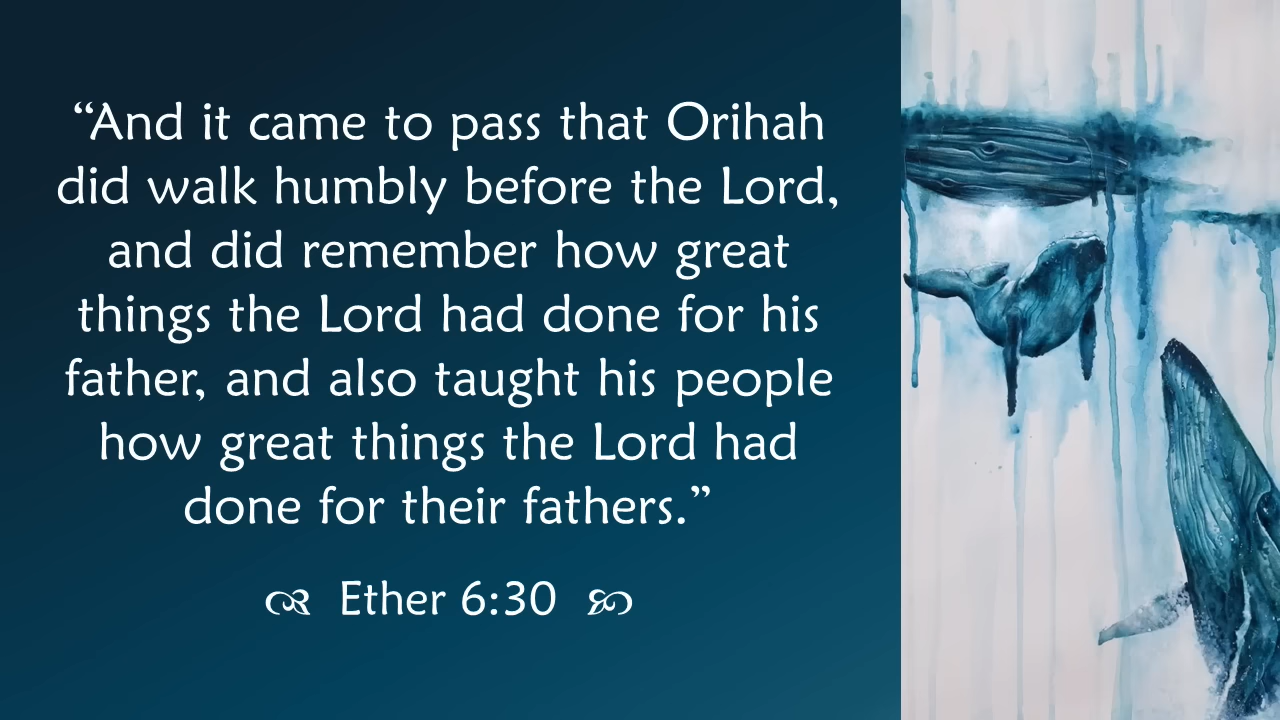 “And it came to pass that Orihah
did walk humbly before the Lord,
and did remember how great
things the Lord had done for his
father, and also taught his people
how great things the Lord had
done for their fathers.”
Ether 6:30